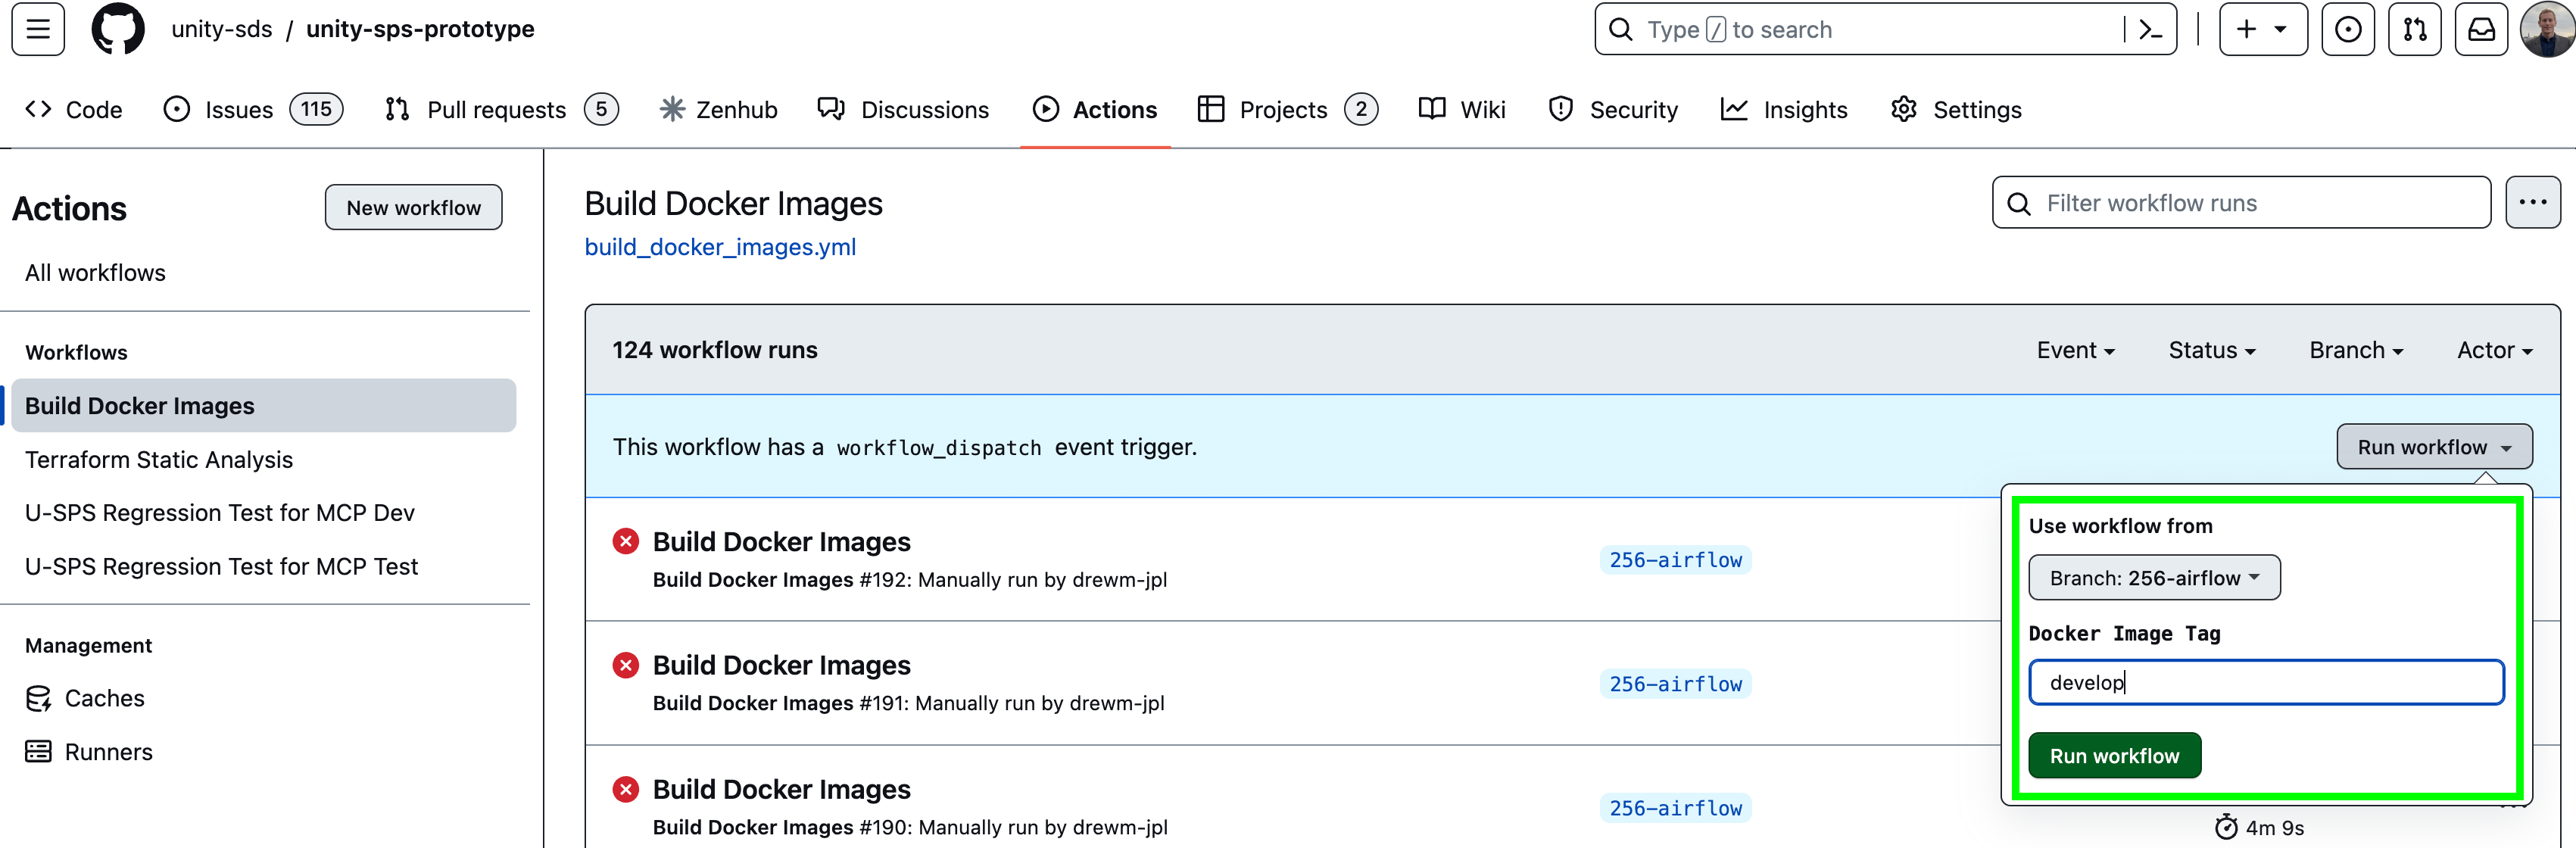 unity-sds / unity-sps-prototype
Type / to search
Code
Issues 115
Pull requests 5
Zenhub
Discussions
Actions
Projects 2
Wiki
Security
Insights
Settings
Actions
New workflow
All workflows
Workflows
Build Docker Images
Terraform Static Analysis
U-SPS Regression Test for MCP Dev
U-SPS Regression Test for MCP Test
Management
Caches
Runners
Build Docker Images
build_docker_images.yml
Filter workflow runs
124 workflow runs
Event
Status
Branch
Actor
This workflow has a workflow_dispatch event trigger.
Run workflow
Build Docker Images
Build Docker Images #192: Manually run by drewm-jpl
256-airflow
Build Docker Images
Build Docker Images #191: Manually run by drewm-jpl
256-airflow
Build Docker Images
Build Docker Images #190: Manually run by drewm-jpl
256-airflow
4m 9s
Use workflow from
Branch: 256-airflow
Docker Image Tag
develop
Run workflow